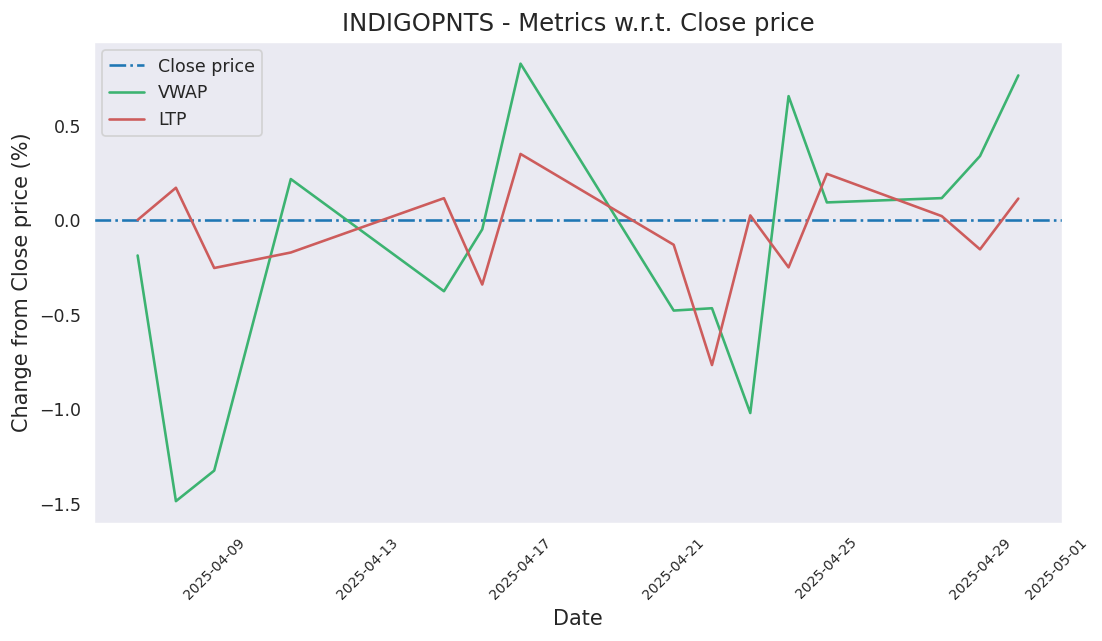 INDIGOPNTS - Metrics w.r.t. Close price
Close price
VWAP
LTP
Change from Close price (%)
0.5
0.0
−0.5
−1.0
−1.5
2025-04-09
2025-04-13
2025-04-17
2025-04-21
2025-04-25
2025-04-29
2025-05-01
Date